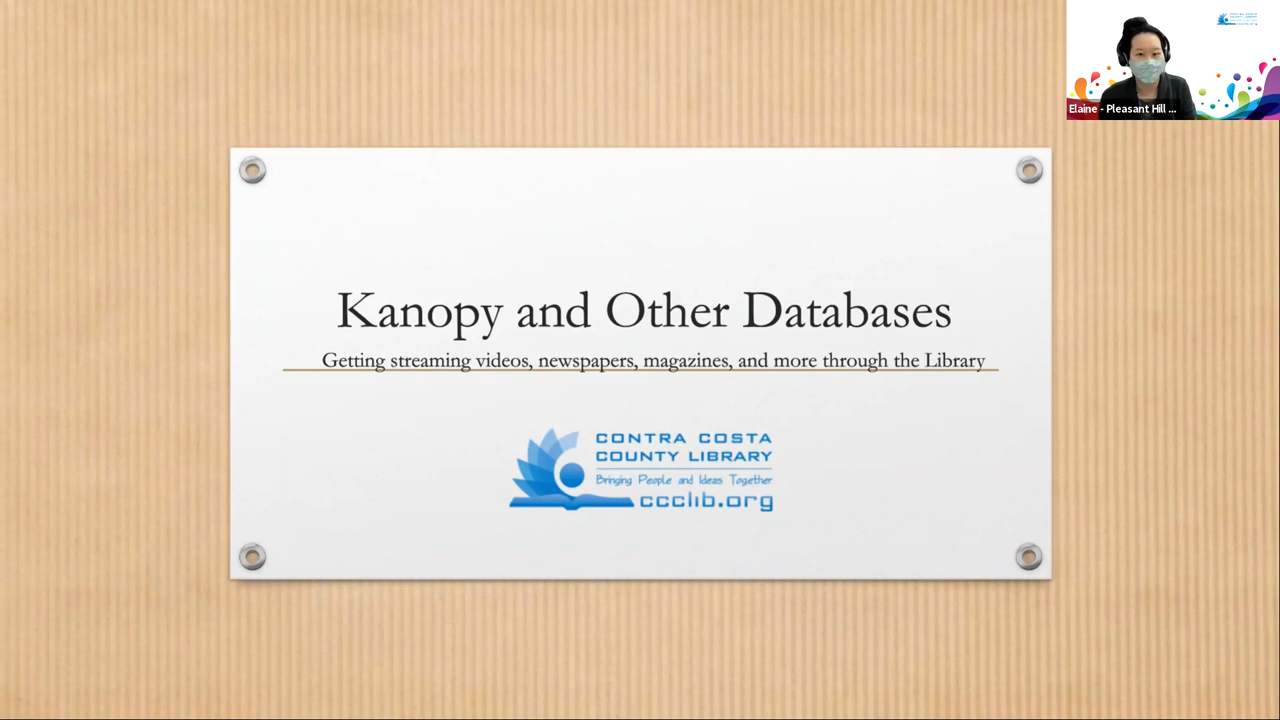 Elaine - Pleasant Hill ...
Kanopy and Other Databases
Getting streaming videos, newspapers, magazines, and more through the Library
CONTRA COSTA
COUNTY LIBRARY
Bringing People and Ideas Together
ccclib.org